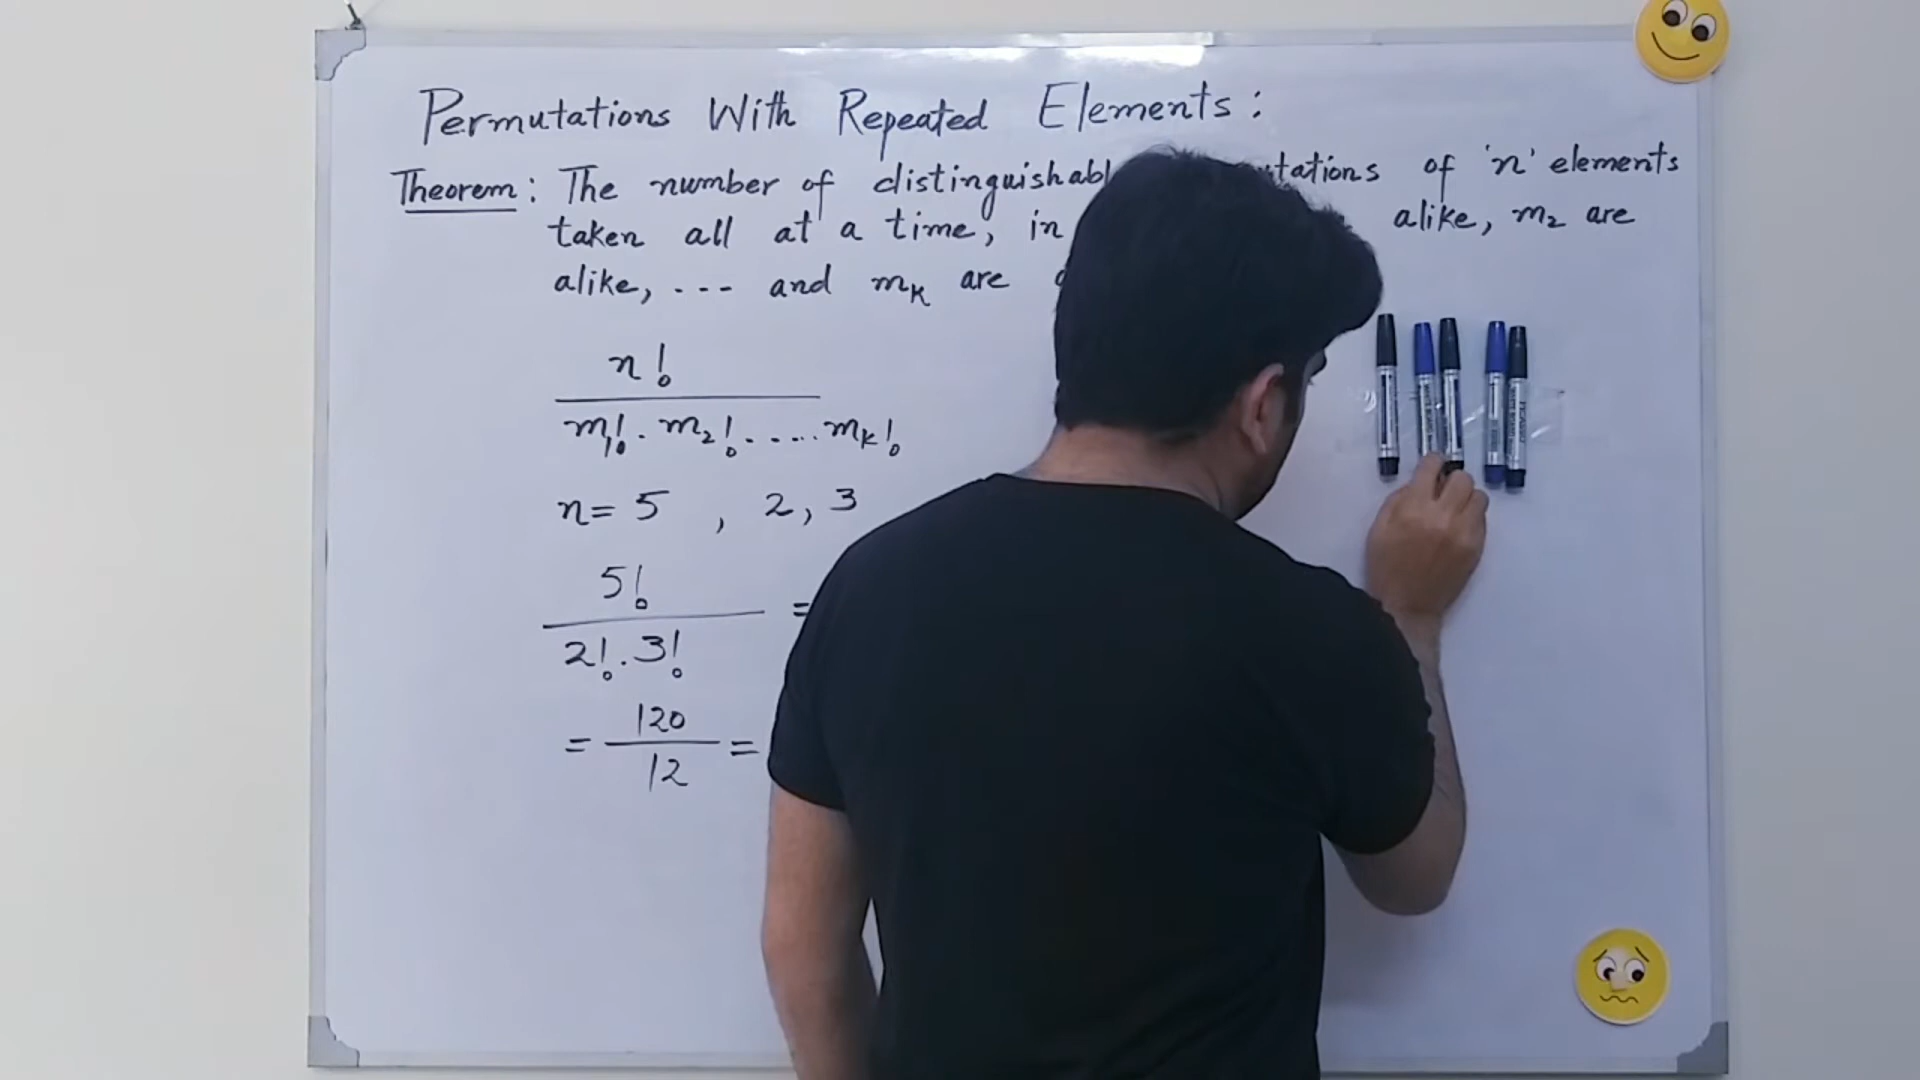 Permutations With Repeated Elements:
Theorem: The number of distinguishabl tations of 'n' elements
taken all at a time, in alike, m₂ are
alike, --- and mₖ are
n!
m₁! . m₂! . .... mₖ!
n = 5 , 2, 3
5! =
2! . 3!
= 120 =
12